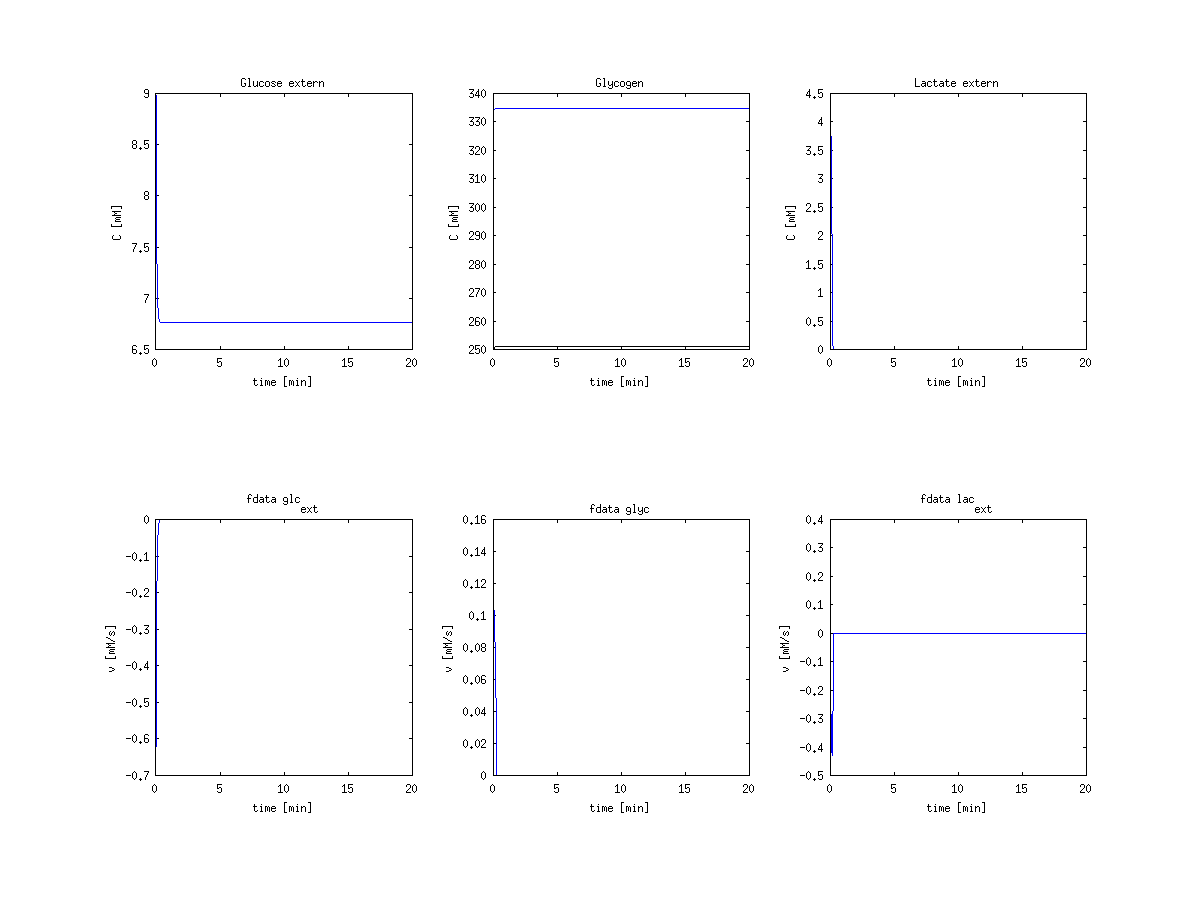 Glucose extern
9
8.5
8
7.5
7
6.5
C [mM]
0 5 10 15 20
time [min]
Glycogen
340
330
320
310
300
290
280
270
260
250
C [mM]
0 5 10 15 20
time [min]
Lactate extern
4.5
4
3.5
3
2.5
2
1.5
1
0.5
0
C [mM]
0 5 10 15 20
time [min]
fdata glc
ext
0
-0.1
-0.2
-0.3
-0.4
-0.5
-0.6
-0.7
v [mM/s]
0 5 10 15 20
time [min]
fdata glyc
0.16
0.14
0.12
0.1
0.08
0.06
0.04
0.02
0
v [mM/s]
0 5 10 15 20
time [min]
fdata lac
ext
0.4
0.3
0.2
0.1
0
-0.1
-0.2
-0.3
-0.4
-0.5
v [mM/s]
0 5 10 15 20
time [min]